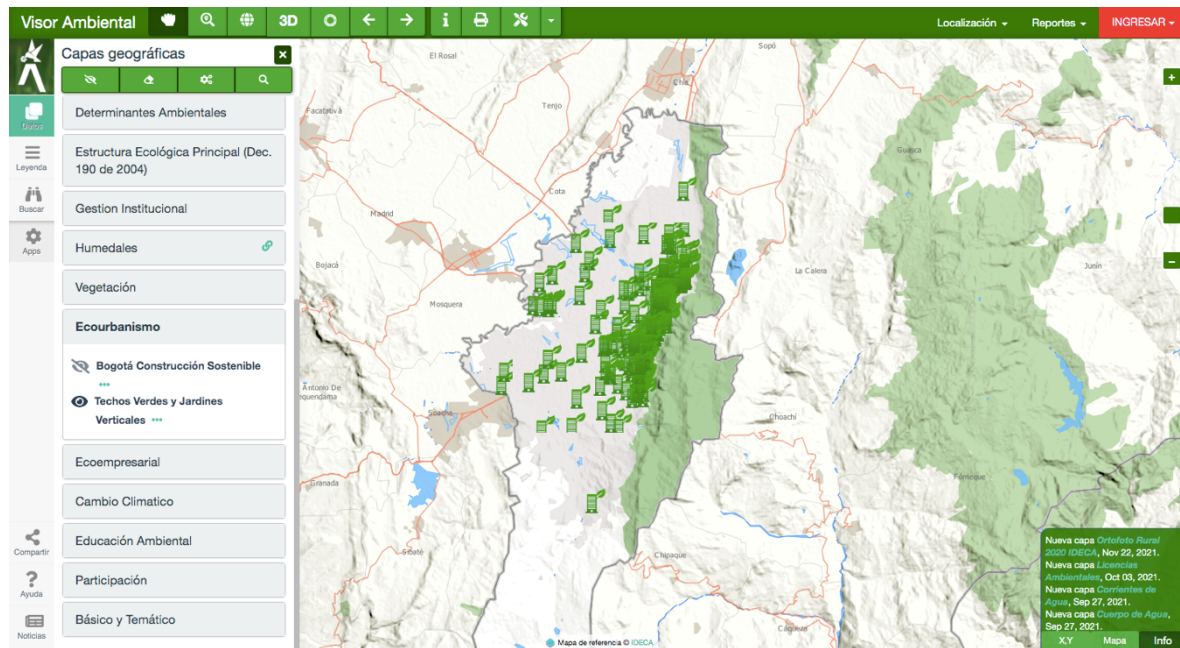 Visor Ambiental
3D
Localización
Reportes
INGRESAR
Capas geográficas
Datos
Leyenda
Buscar
Apps
Compartir
Ayuda
Noticias
Determinantes Ambientales
Estructura Ecológica Principal (Dec.
190 de 2004)
Gestion Institucional
Humedales
Vegetación
Ecourbanismo
Bogotá Construcción Sostenible
...
Techos Verdes y Jardines
Verticales ...
Ecoempresarial
Cambio Climatico
Educación Ambiental
Participación
Básico y Temático
El Rosal
Sopó
Chía
Tenjo
Facatativá
Guasca
Cota
Madrid
Bojacá
La Calera
Junín
Mosquera
Antonio De
equendama
Soacha
Choachí
Granada
Fómeque
Sibaté
Chipaque
Cáqueza
Mapa de referencia © IDECA
+
−
Nueva capa Ortofoto Rural
2020 IDECA, Nov 22, 2021.
Nueva capa Licencias
Ambientales, Oct 03, 2021.
Nueva capa Corrientes de
Agua, Sep 27, 2021.
Nueva capa Cuerpo de Agua,
Sep 27, 2021.
X,Y
Mapa
Info